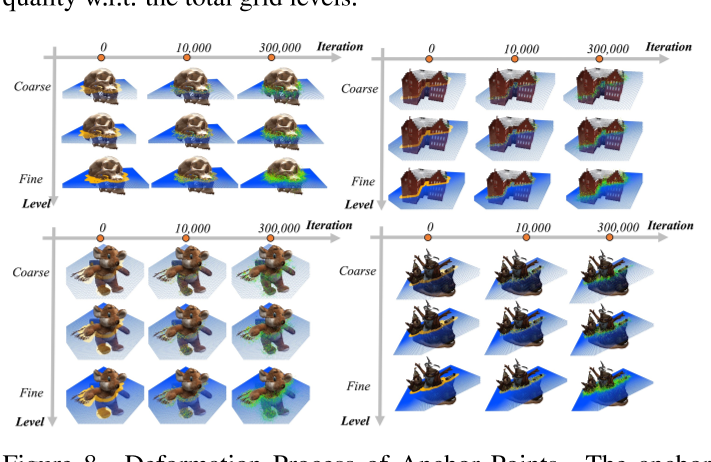 quality w.r.t. the total grid levels.
0 10,000 300,000 Iteration
Coarse
Fine
Level
0 10,000 300,000 Iteration
Coarse
Fine
Level
0 10,000 300,000 Iteration
Coarse
Fine
Level
0 10,000 300,000 Iteration
Coarse
Fine
Level
Figure 8. Deformation Process of Anchor Points. The anchor